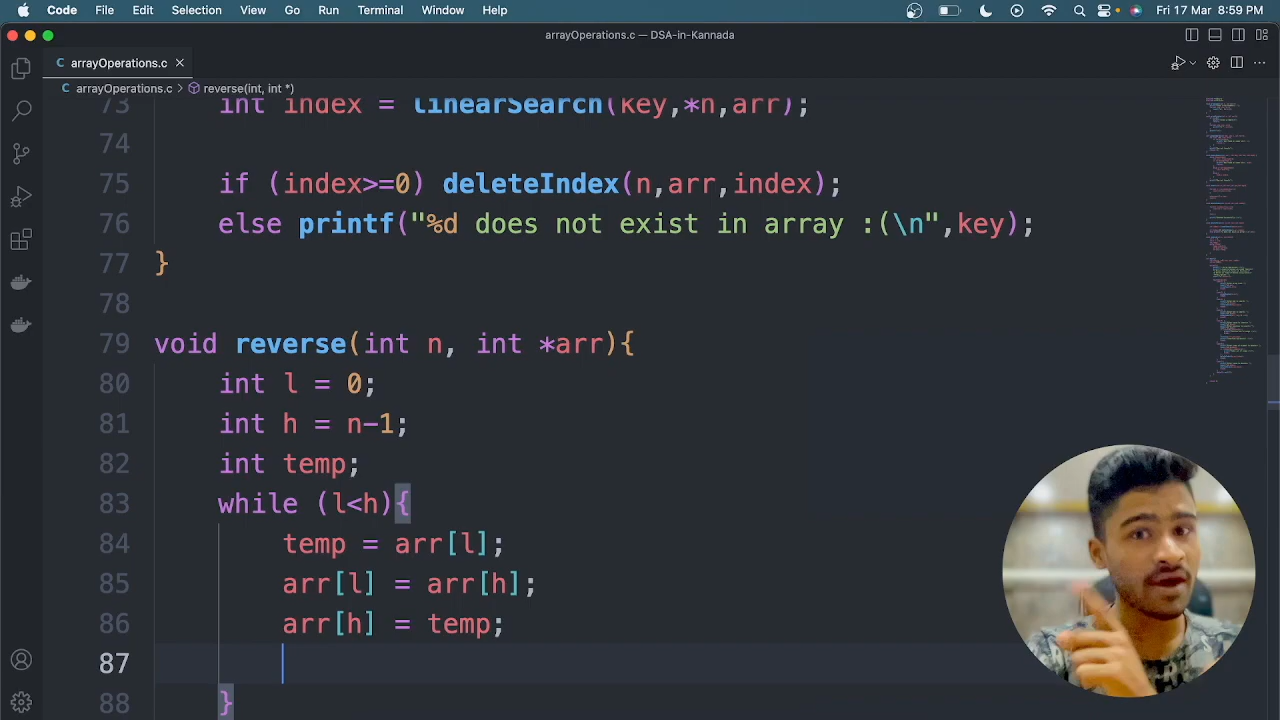 Code File Edit Selection View Go Run Terminal Window Help Fri 17 Mar 8:59 PM
arrayOperations.c — DSA-in-Kannada
C arrayOperations.c
C arrayOperations.c > reverse(int, int *)
73 int index = linearSearch(key,*n,arr);
74
75 if (index>=0) deleteIndex(n,arr,index);
76 else printf("%d does not exist in array :(\n",key);
77 }
78
79 void reverse(int n, int *arr){
80 int l = 0;
81 int h = n-1;
82 int temp;
83 while (l<h){
84 temp = arr[l];
85 arr[l] = arr[h];
86 arr[h] = temp;
87
88 }